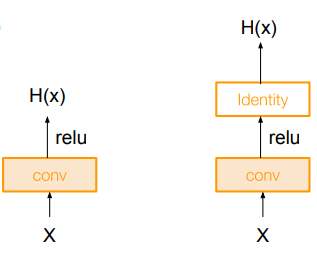 H(x)
relu
conv
X
H(x)
Identity
relu
conv
X